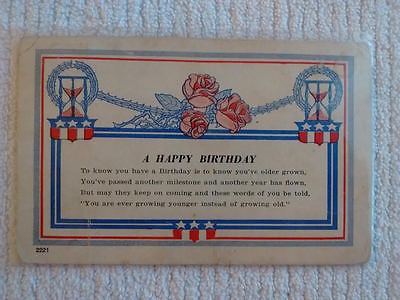 A HAPPY BIRTHDAY
To know you have a Birthday is to know you've older grown,
You've passed another milestone and another year has flown,
But may they keep on coming and these words of you be told,
"You are ever growing younger instead of growing old."
2221